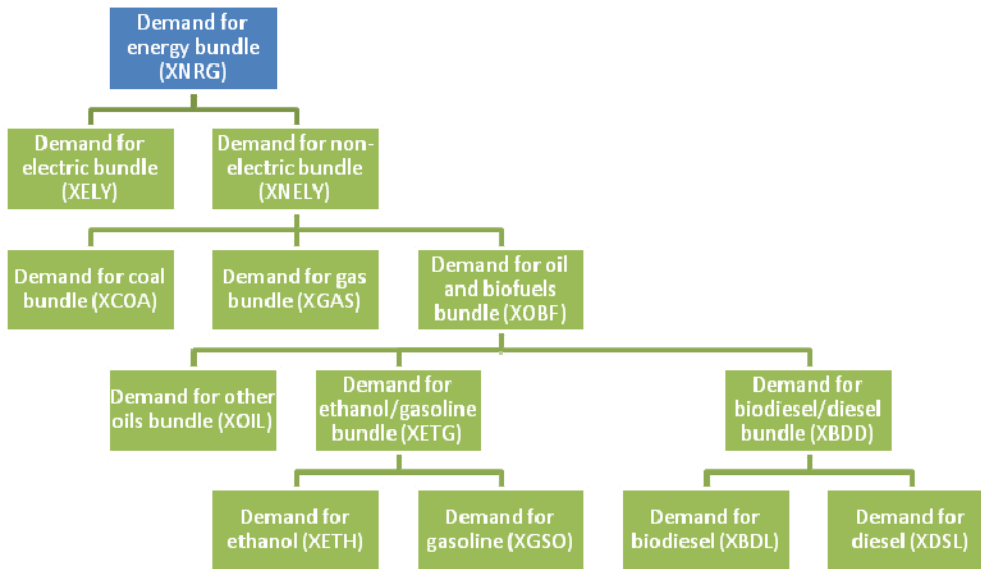 Demand for
energy bundle
(XNRG)
Demand for
electric bundle
(XELY)
Demand for non-
electric bundle
(XNELY)
Demand for coal
bundle (XCOA)
Demand for gas
bundle (XGAS)
Demand for oil
and biofuels
bundle (XOBF)
Demand for other
oils bundle (XOIL)
Demand for
ethanol/gasoline
bundle (XETG)
Demand for
biodiesel/diesel
bundle (XBDD)
Demand for
ethanol (XETH)
Demand for
gasoline (XGSO)
Demand for
biodiesel (XBDL)
Demand for
diesel (XDSL)